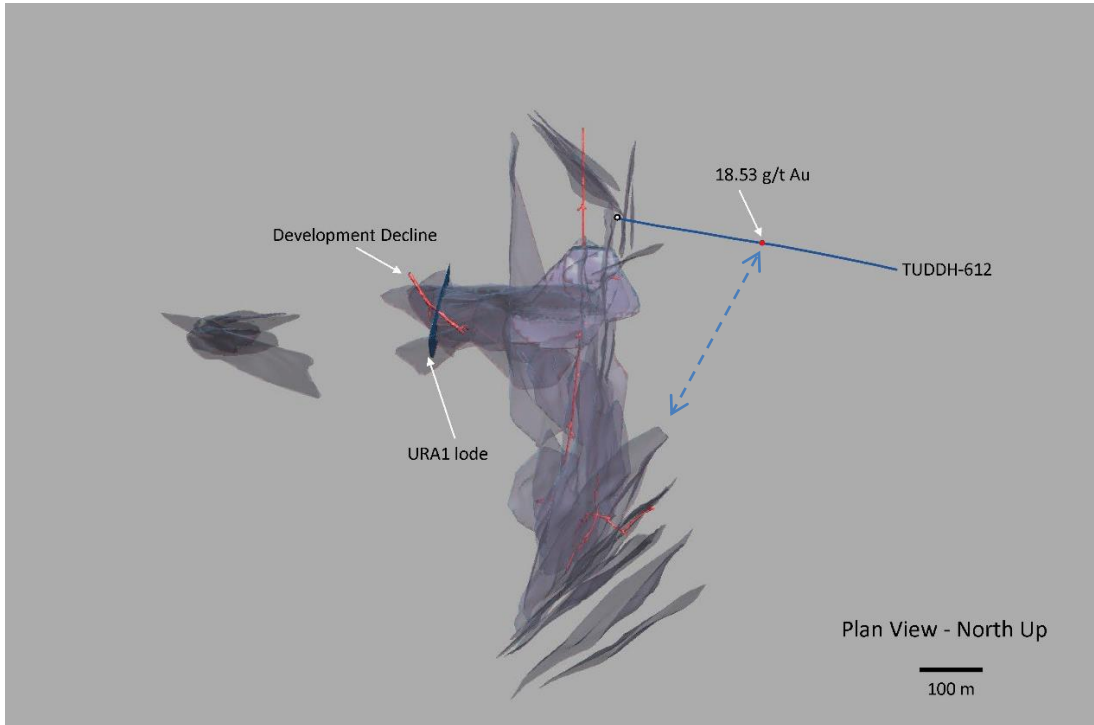 18.53 g/t Au
Development Decline
TUDDH-612
URA1 lode
Plan View - North Up
100 m